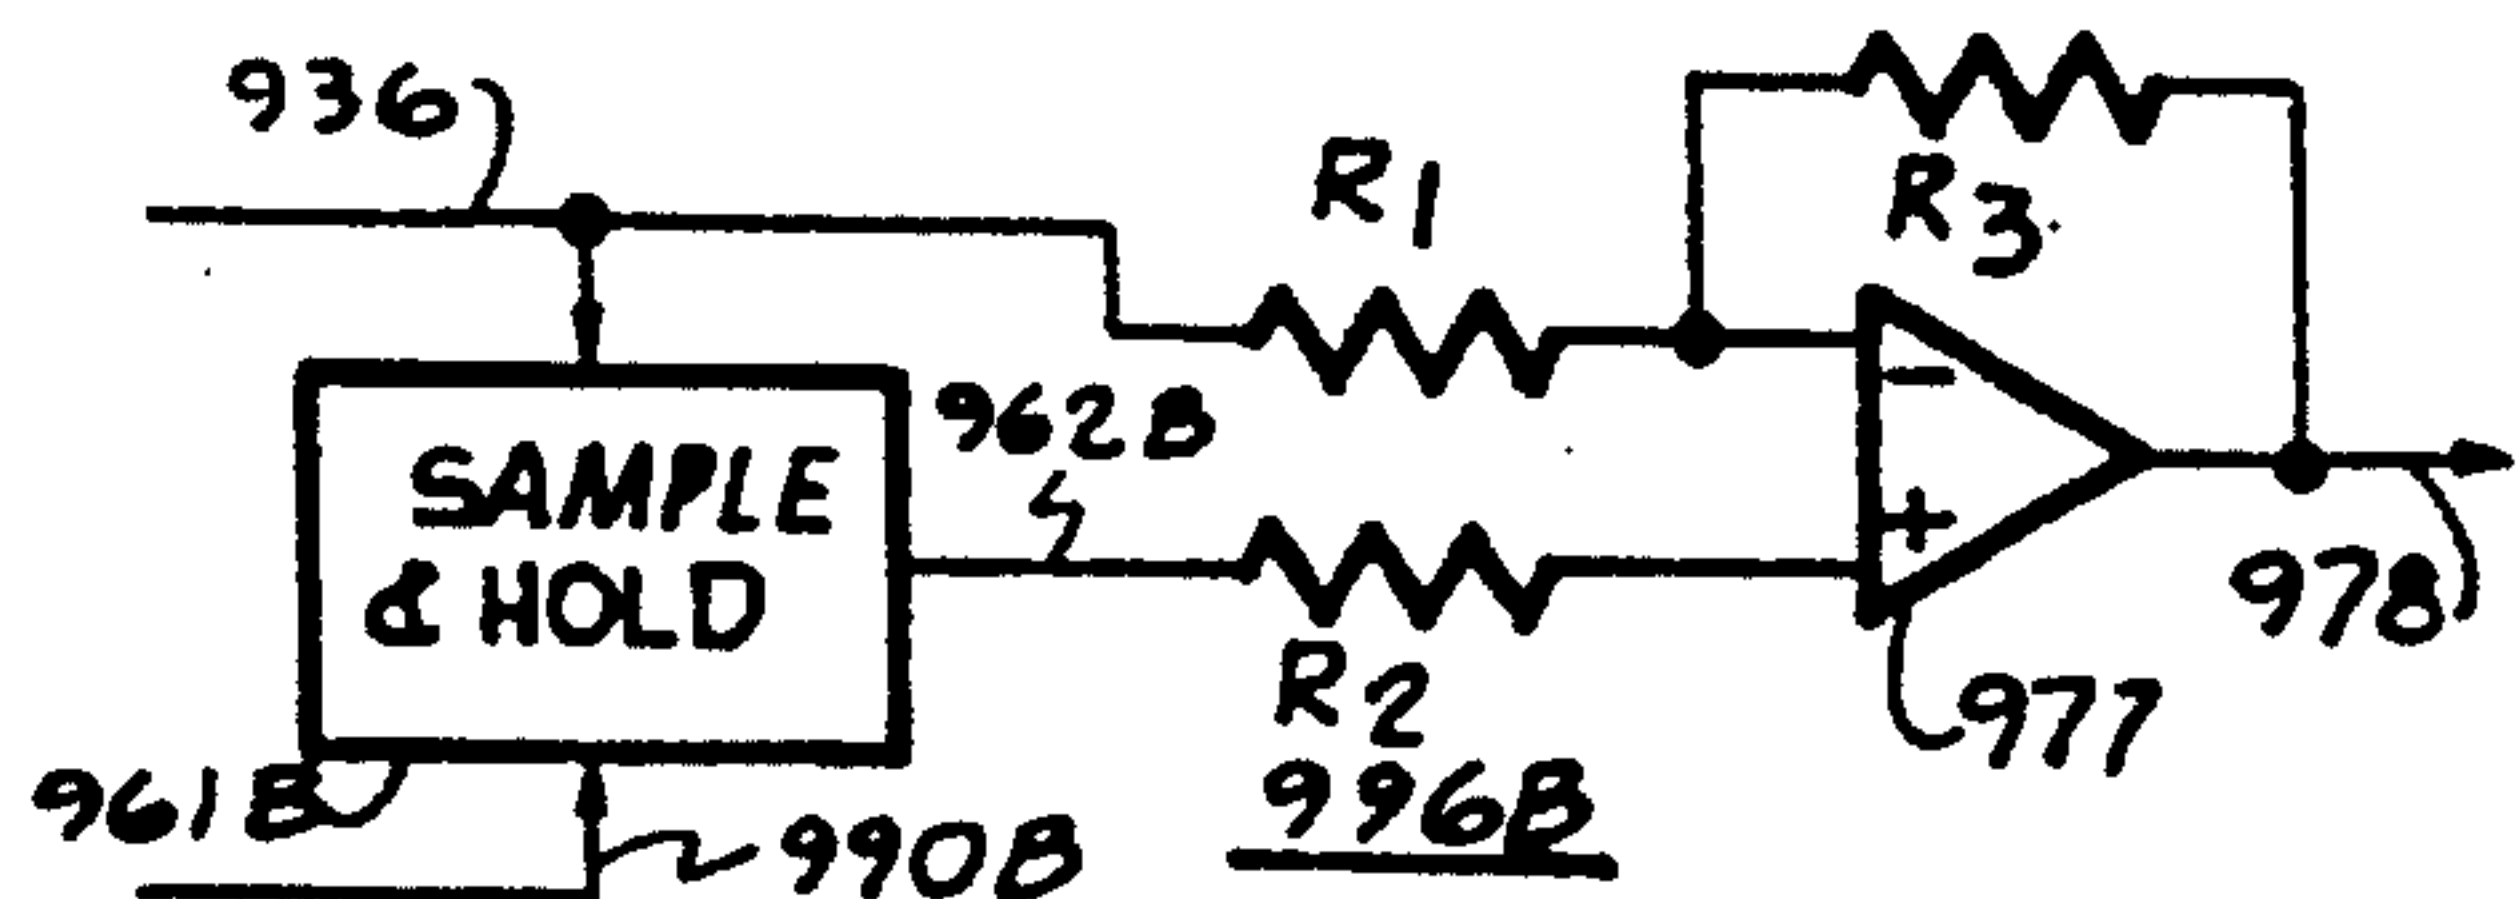 936
R1
R3
962B
SAMPLE
& HOLD
−
+
978
R2
977
961B
996B
990B